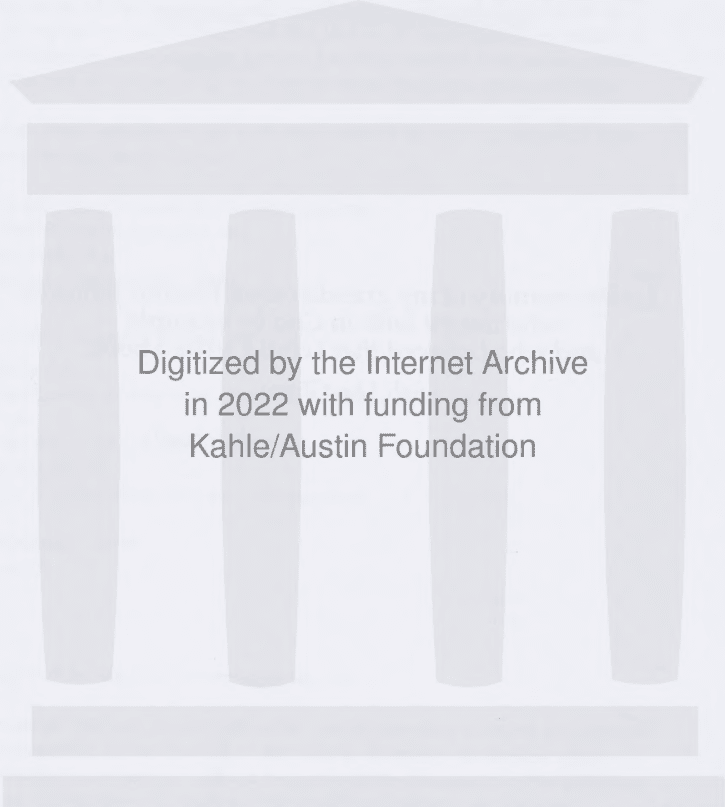 Digitized by the Internet Archive
in 2022 with funding from
Kahle/Austin Foundation